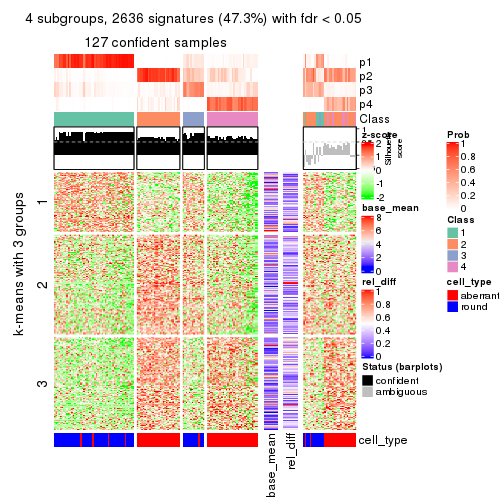 4 subgroups, 2636 signatures (47.3%) with fdr < 0.05
127 confident samples
p1
p2
p3
p4
Class
Silhouette
score
1
2
3
k-means with 3 groups
cell_type
base_mean
rel_diff
z-score
2
1
0
-1
-2
base_mean
8
6
4
2
0
rel_diff
1
0.8
0.6
0.4
0.2
0
Status (barplots)
confident
ambiguous
Prob
1
0.8
0.6
0.4
0.2
0
Class
1
2
3
4
cell_type
aberrant
round